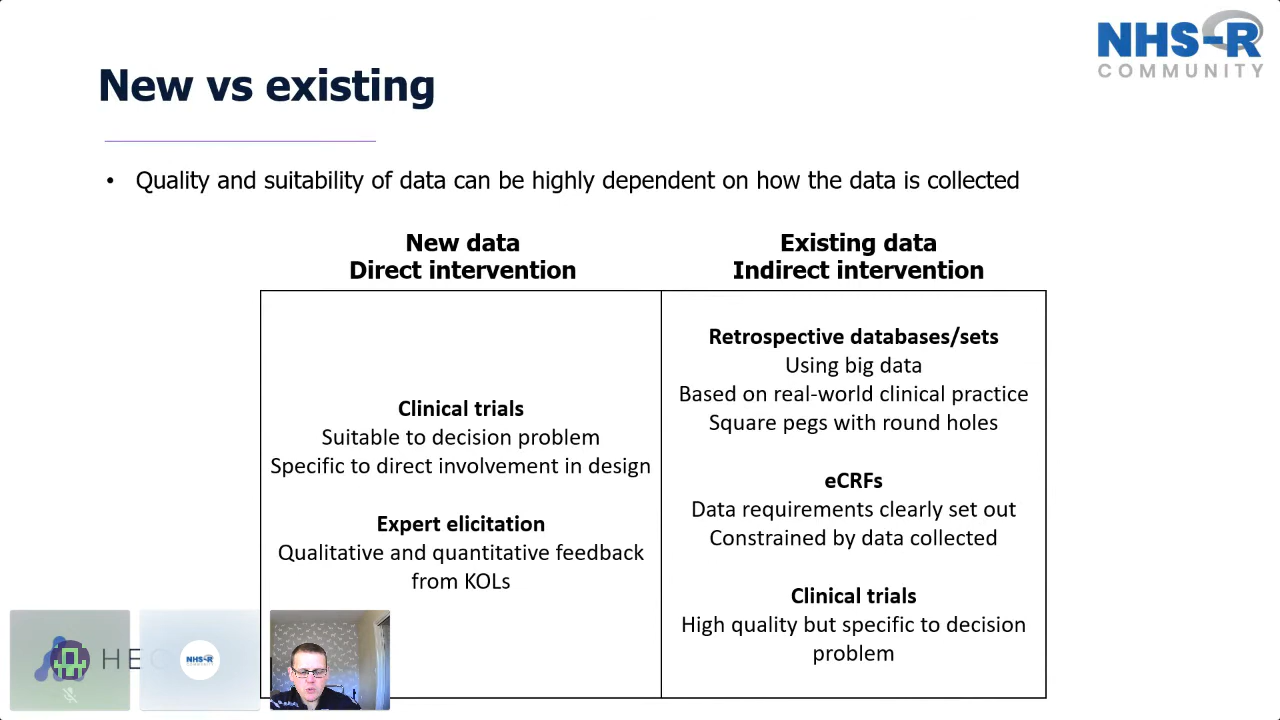 NHS-R
COMMUNITY
New vs existing
• Quality and suitability of data can be highly dependent on how the data is collected
New data
Direct intervention
Existing data
Indirect intervention
Clinical trials
Suitable to decision problem
Specific to direct involvement in design
Expert elicitation
Qualitative and quantitative feedback
from KOLs
Retrospective databases/sets
Using big data
Based on real-world clinical practice
Square pegs with round holes
eCRFs
Data requirements clearly set out
Constrained by data collected
Clinical trials
High quality but specific to decision
problem
NHS-R
COMMUNITY